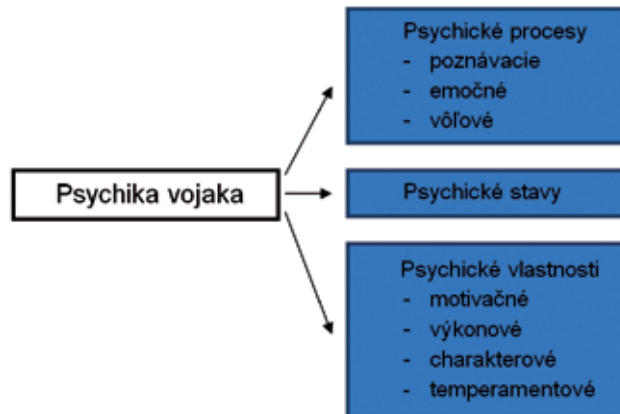 Psychika vojaka
Psychické procesy
- poznávacie
- emočné
- vôľové
Psychické stavy
Psychické vlastnosti
- motivačné
- výkonové
- charakterové
- temperamentové